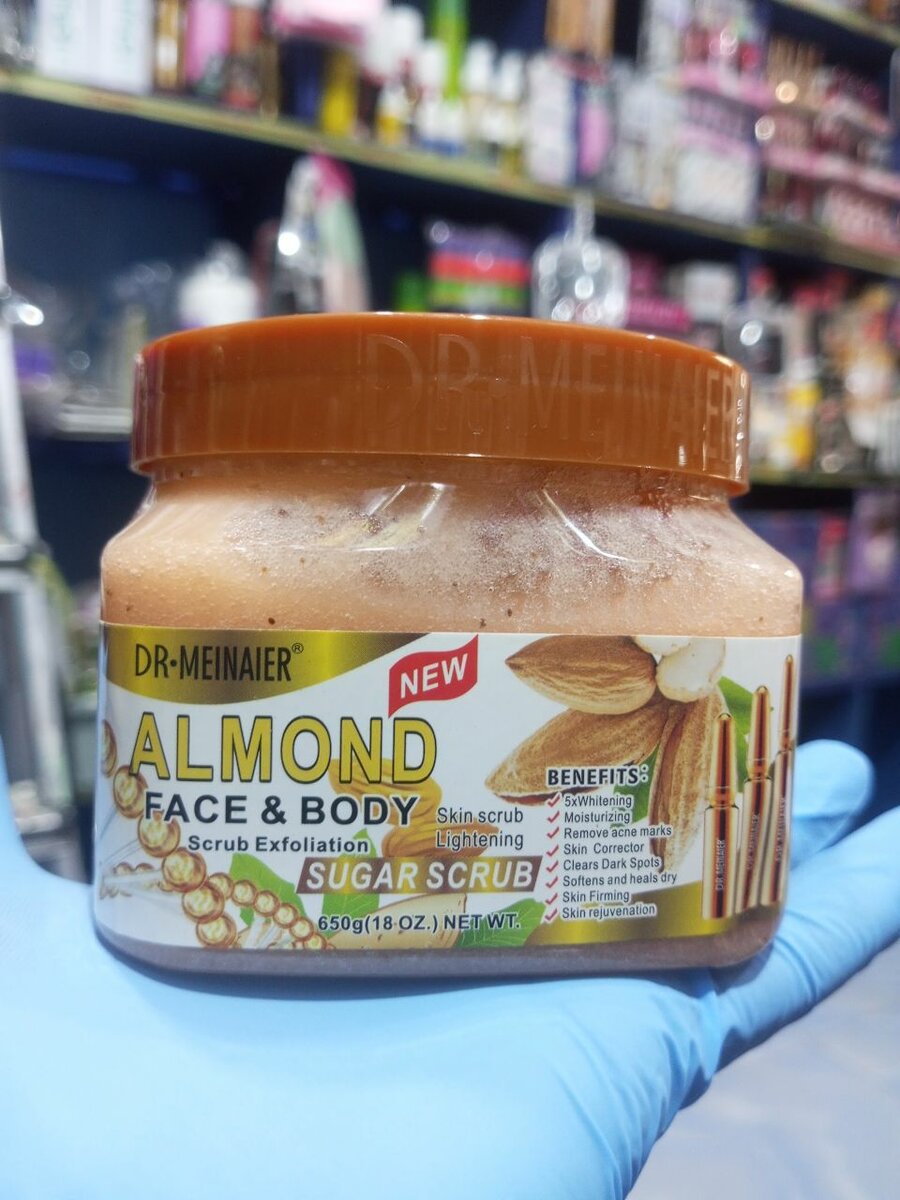 DR·MEINAIER
DR·MEINAIER®
NEW
ALMOND
FACE & BODY
Scrub Exfoliation
Skin scrub
Lightening
SUGAR SCRUB
650g(18 OZ.) NET WT.
BENEFITS:
5xWhitening
Moisturizing
Remove acne marks
Skin Corrector
Clears Dark Spots
Softens and heals dry
Skin Firming
Skin rejuvenation
DR·MEINAIER